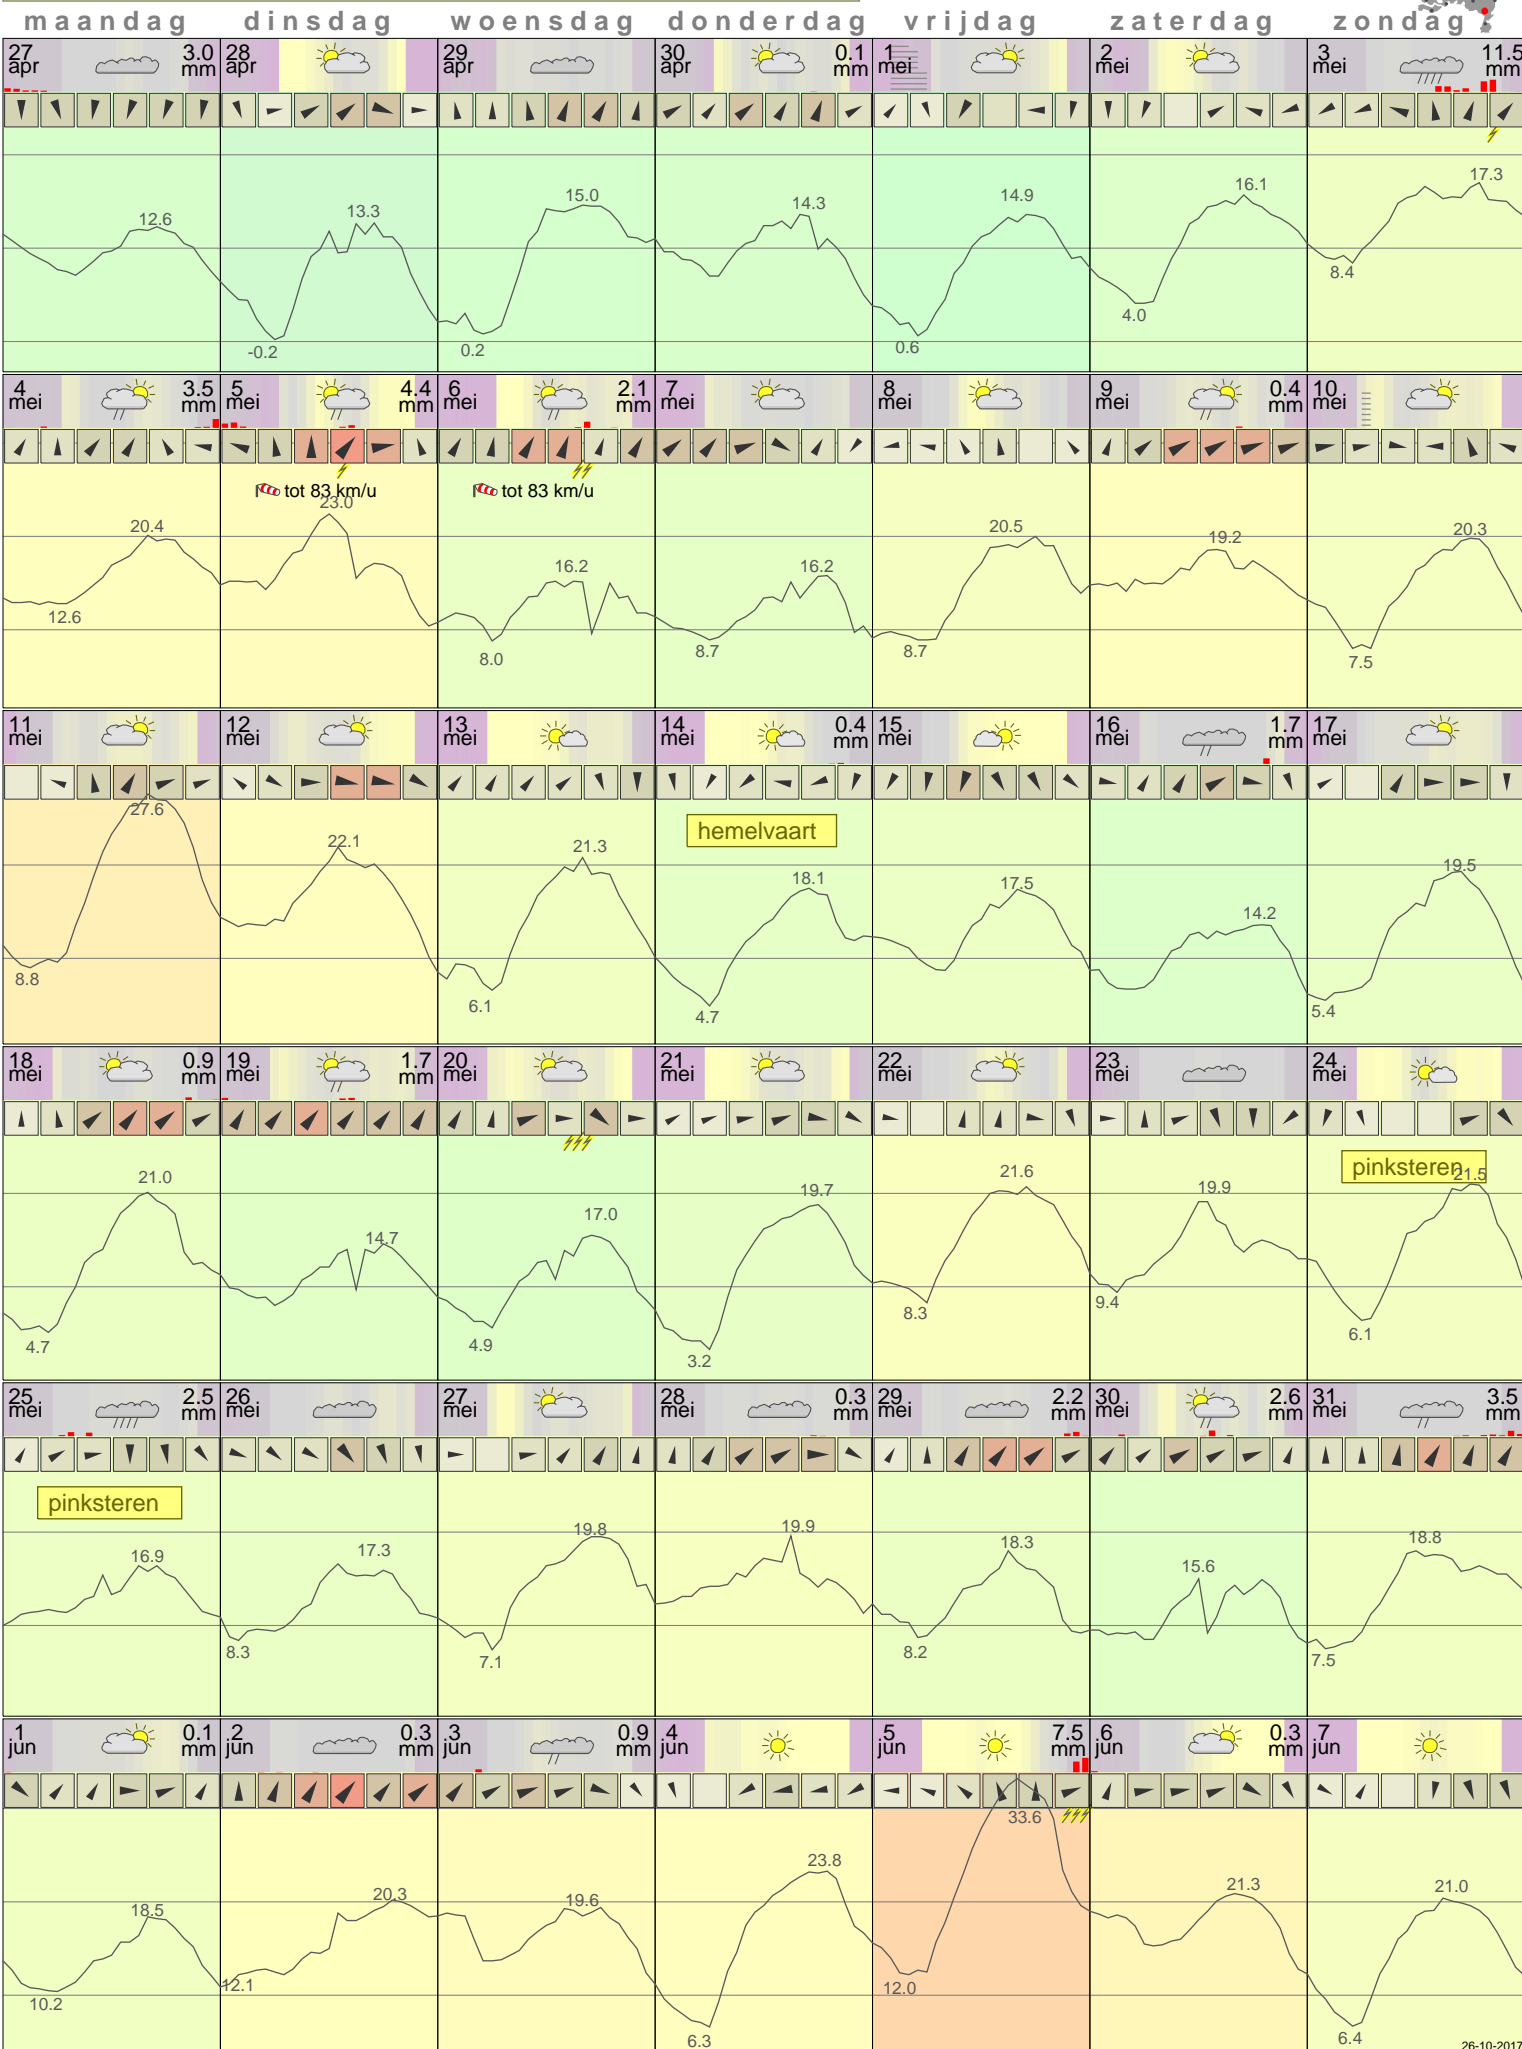 maandag dinsdag woensdag donderdag vrijdag zaterdag zondag
27 apr 3.0 mm 28 apr 29 apr 30 apr 0.1 mm 1 mei 2 mei 3 mei 11.5 mm
12.6 13.3 15.0 14.3 14.9 16.1 17.3
-0.2 0.2 0.6 4.0 8.4
4 mei 3.5 mm 5 mei 4.4 mm 6 mei 2.1 mm 7 mei 8 mei 9 mei 0.4 mm 10 mei
tot 83 km/u tot 83 km/u
20.4 23.0 16.2 16.2 20.5 19.2 20.3
12.6 8.0 8.7 8.7 7.5
11 mei 12 mei 13 mei 14 mei 0.4 mm 15 mei 16 mei 1.7 mm 17 mei
hemelvaart
27.6 22.1 21.3 18.1 17.5 14.2 19.5
8.8 6.1 4.7 5.4
18 mei 0.9 mm 19 mei 1.7 mm 20 mei 21 mei 22 mei 23 mei 24 mei
pinksteren
21.0 14.7 17.0 19.7 21.6 19.9 21.5
4.7 4.9 3.2 8.3 9.4 6.1
25 mei 2.5 mm 26 mei 27 mei 28 mei 0.3 mm 29 mei 2.2 mm 30 mei 2.6 mm 31 mei 3.5 mm
pinksteren
16.9 17.3 19.8 19.9 18.3 15.6 18.8
8.3 7.1 8.2 7.5
1 jun 0.1 mm 2 jun 0.3 mm 3 jun 0.9 mm 4 jun 5 jun 7.5 mm 6 jun 0.3 mm 7 jun
18.5 20.3 19.6 23.8 33.6 21.3 21.0
10.2 12.1 6.3 12.0 6.4
26-10-2017